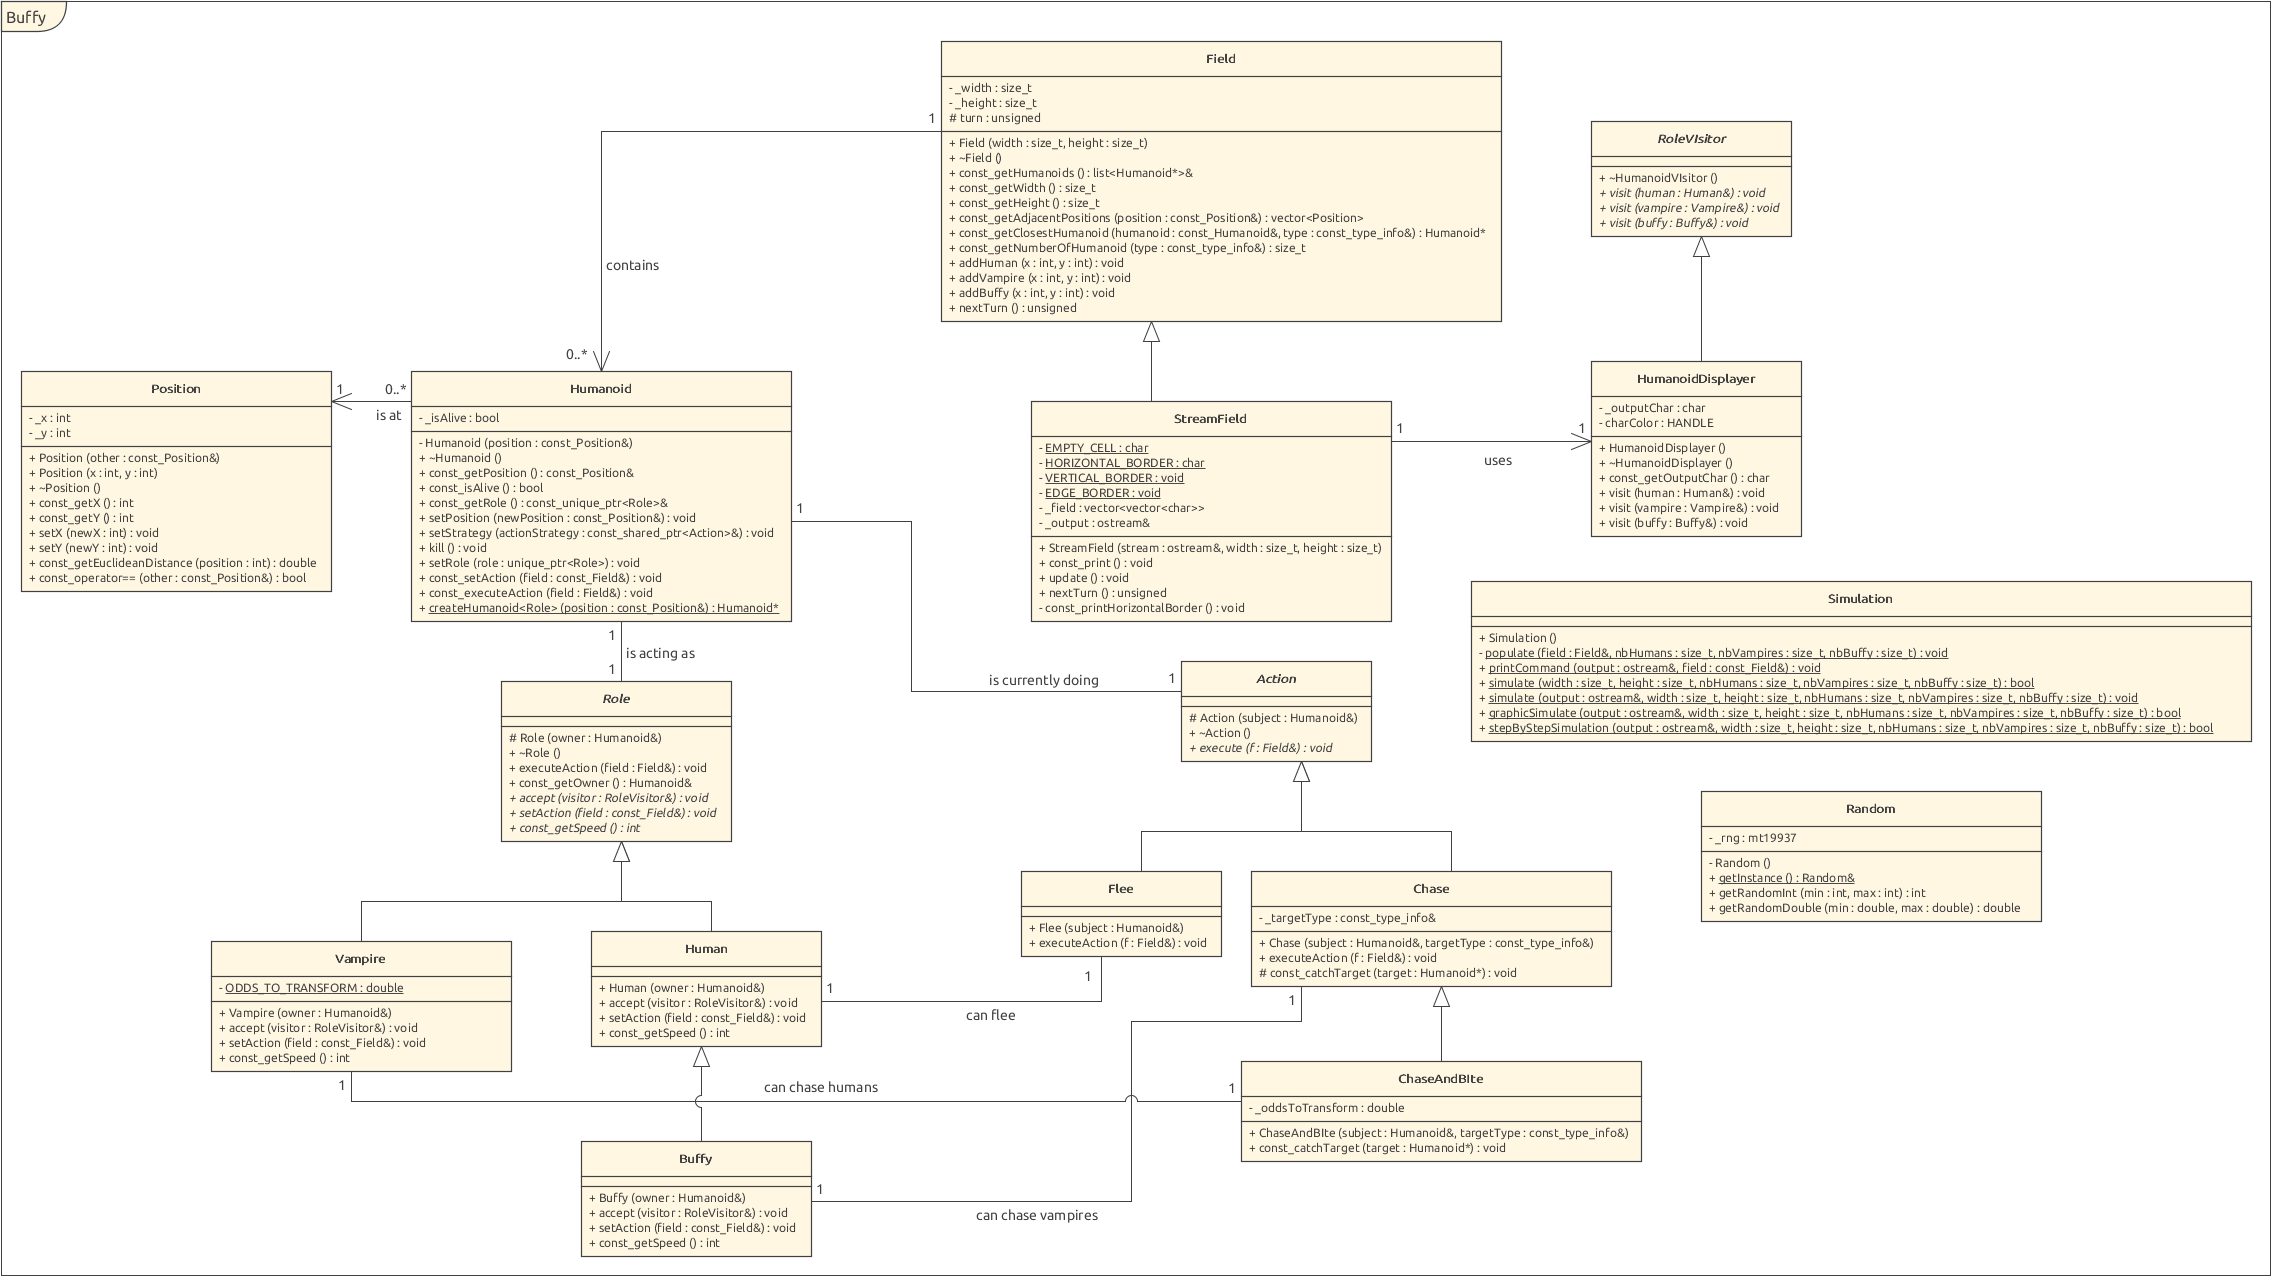 Buffy
Field
- _width : size_t
- _height : size_t
# turn : unsigned
+ Field (width : size_t, height : size_t)
+ ~Field ()
+ const_getHumanoids () : list<Humanoid*>&
+ const_getWidth () : size_t
+ const_getHeight () : size_t
+ const_getAdjacentPositions (position : const_Position&) : vector<Position>
+ const_getClosestHumanoid (humanoid : const_Humanoid&, type : const_type_info&) : Humanoid*
+ const_getNumberOfHumanoid (type : const_type_info&) : size_t
+ addHuman (x : int, y : int) : void
+ addVampire (x : int, y : int) : void
+ addBuffy (x : int, y : int) : void
+ nextTurn () : unsigned
1
contains
0..*
RoleVIsitor
+ ~HumanoidVIsitor ()
+ visit (human : Human&) : void
+ visit (vampire : Vampire&) : void
+ visit (buffy : Buffy&) : void
Position
- _x : int
- _y : int
+ Position (other : const_Position&)
+ Position (x : int, y : int)
+ ~Position ()
+ const_getX () : int
+ const_getY () : int
+ setX (newX : int) : void
+ setY (newY : int) : void
+ const_getEuclideanDistance (position : int) : double
+ const_operator== (other : const_Position&) : bool
1
0..*
is at
Humanoid
- _isAlive : bool
- Humanoid (position : const_Position&)
+ ~Humanoid ()
+ const_getPosition () : const_Position&
+ const_isAlive () : bool
+ const_getRole () : const_unique_ptr<Role>&
+ setPosition (newPosition : const_Position&) : void
+ setStrategy (actionStrategy : const_shared_ptr<Action>&) : void
+ kill () : void
+ setRole (role : unique_ptr<Role>) : void
+ const_setAction (field : const_Field&) : void
+ const_executeAction (field : Field&) : void
+ createHumanoid<Role> (position : const_Position&) : Humanoid*
StreamField
- EMPTY_CELL : char
- HORIZONTAL_BORDER : char
- VERTICAL_BORDER : void
- EDGE_BORDER : void
- _field : vector<vector<char>>
- _output : ostream&
+ StreamField (stream : ostream&, width : size_t, height : size_t)
+ const_print () : void
+ update () : void
+ nextTurn () : unsigned
- const_printHorizontalBorder () : void
1
1
uses
HumanoidDisplayer
- _outputChar : char
- charColor : HANDLE
+ HumanoidDisplayer ()
+ ~HumanoidDisplayer ()
+ const_getOutputChar () : char
+ visit (human : Human&) : void
+ visit (vampire : Vampire&) : void
+ visit (buffy : Buffy&) : void
Simulation
+ Simulation ()
- populate (field : Field&, nbHumans : size_t, nbVampires : size_t, nbBuffy : size_t) : void
+ printCommand (output : ostream&, field : const_Field&) : void
+ simulate (width : size_t, height : size_t, nbHumans : size_t, nbVampires : size_t, nbBuffy : size_t) : bool
+ simulate (output : ostream&, width : size_t, height : size_t, nbHumans : size_t, nbVampires : size_t, nbBuffy : size_t) : void
+ graphicSimulate (output : ostream&, width : size_t, height : size_t, nbHumans : size_t, nbVampires : size_t, nbBuffy : size_t) : bool
+ stepByStepSimulation (output : ostream&, width : size_t, height : size_t, nbHumans : size_t, nbVampires : size_t, nbBuffy : size_t) : bool
1
is currently doing
1
1
is acting as
1
Role
# Role (owner : Humanoid&)
+ ~Role ()
+ executeAction (field : Field&) : void
+ const_getOwner () : Humanoid&
+ accept (visitor : RoleVisitor&) : void
+ setAction (field : const_Field&) : void
+ const_getSpeed () : int
Action
# Action (subject : Humanoid&)
+ ~Action ()
+ execute (f : Field&) : void
Random
- _rng : mt19937
- Random ()
+ getInstance () : Random&
+ getRandomInt (min : int, max : int) : int
+ getRandomDouble (min : double, max : double) : double
Flee
+ Flee (subject : Humanoid&)
+ executeAction (f : Field&) : void
Chase
- _targetType : const_type_info&
+ Chase (subject : Humanoid&, targetType : const_type_info&)
+ executeAction (f : Field&) : void
# const_catchTarget (target : Humanoid*) : void
Vampire
- ODDS_TO_TRANSFORM : double
+ Vampire (owner : Humanoid&)
+ accept (visitor : RoleVisitor&) : void
+ setAction (field : const_Field&) : void
+ const_getSpeed () : int
Human
+ Human (owner : Humanoid&)
+ accept (visitor : RoleVisitor&) : void
+ setAction (field : const_Field&) : void
+ const_getSpeed () : int
1
1
can flee
1
1
can chase humans
1
ChaseAndBIte
- _oddsToTransform : double
+ ChaseAndBIte (subject : Humanoid&, targetType : const_type_info&)
+ const_catchTarget (target : Humanoid*) : void
Buffy
+ Buffy (owner : Humanoid&)
+ accept (visitor : RoleVisitor&) : void
+ setAction (field : const_Field&) : void
+ const_getSpeed () : int
1
can chase vampires